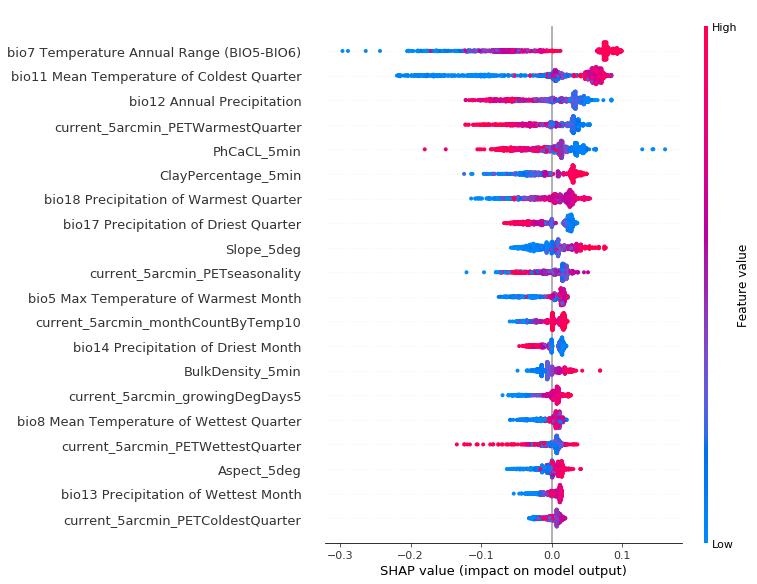 High
bio7 Temperature Annual Range (BIO5-BIO6)
bio11 Mean Temperature of Coldest Quarter
bio12 Annual Precipitation
current_5arcmin_PETWarmestQuarter
PhCaCL_5min
ClayPercentage_5min
bio18 Precipitation of Warmest Quarter
bio17 Precipitation of Driest Quarter
Slope_5deg
current_5arcmin_PETseasonality
bio5 Max Temperature of Warmest Month
current_5arcmin_monthCountByTemp10
bio14 Precipitation of Driest Month
BulkDensity_5min
current_5arcmin_growingDegDays5
bio8 Mean Temperature of Wettest Quarter
current_5arcmin_PETWettestQuarter
Aspect_5deg
bio13 Precipitation of Wettest Month
current_5arcmin_PETColdestQuarter
Feature value
Low
−0.3 −0.2 −0.1 0.0 0.1
SHAP value (impact on model output)